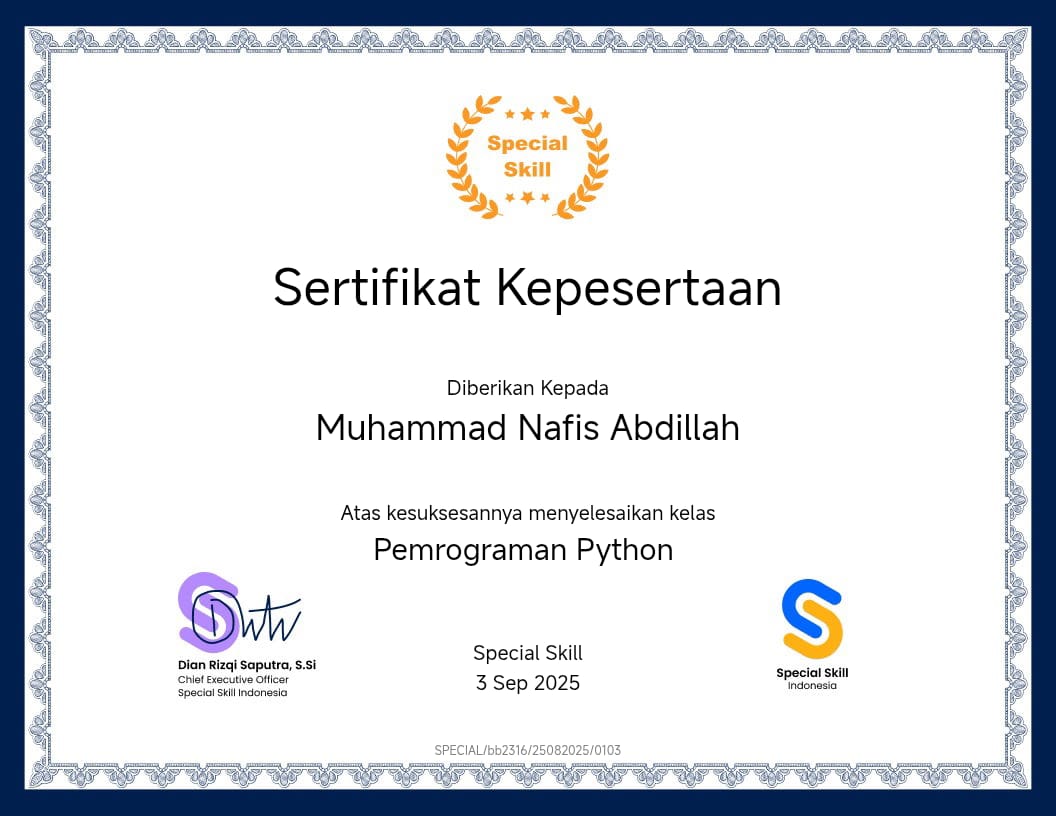 Special
Skill
Sertifikat Kepesertaan
Diberikan Kepada
Muhammad Nafis Abdillah
Atas kesuksesannya menyelesaikan kelas
Pemrograman Python
Dian Rizqi Saputra, S.Si
Chief Executive Officer
Special Skill Indonesia
Special Skill
3 Sep 2025
Special Skill
Indonesia
SPECIAL/bb2316/25082025/0103